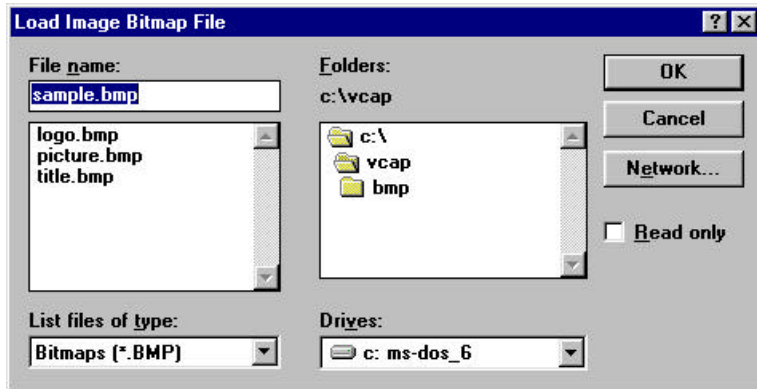 Load Image Bitmap File
File name:
sample.bmp
logo.bmp
picture.bmp
title.bmp
List files of type:
Bitmaps (*.BMP)
Folders:
c:\vcap
c:\
vcap
bmp
Drives:
c: ms-dos_6
OK
Cancel
Network...
Read only